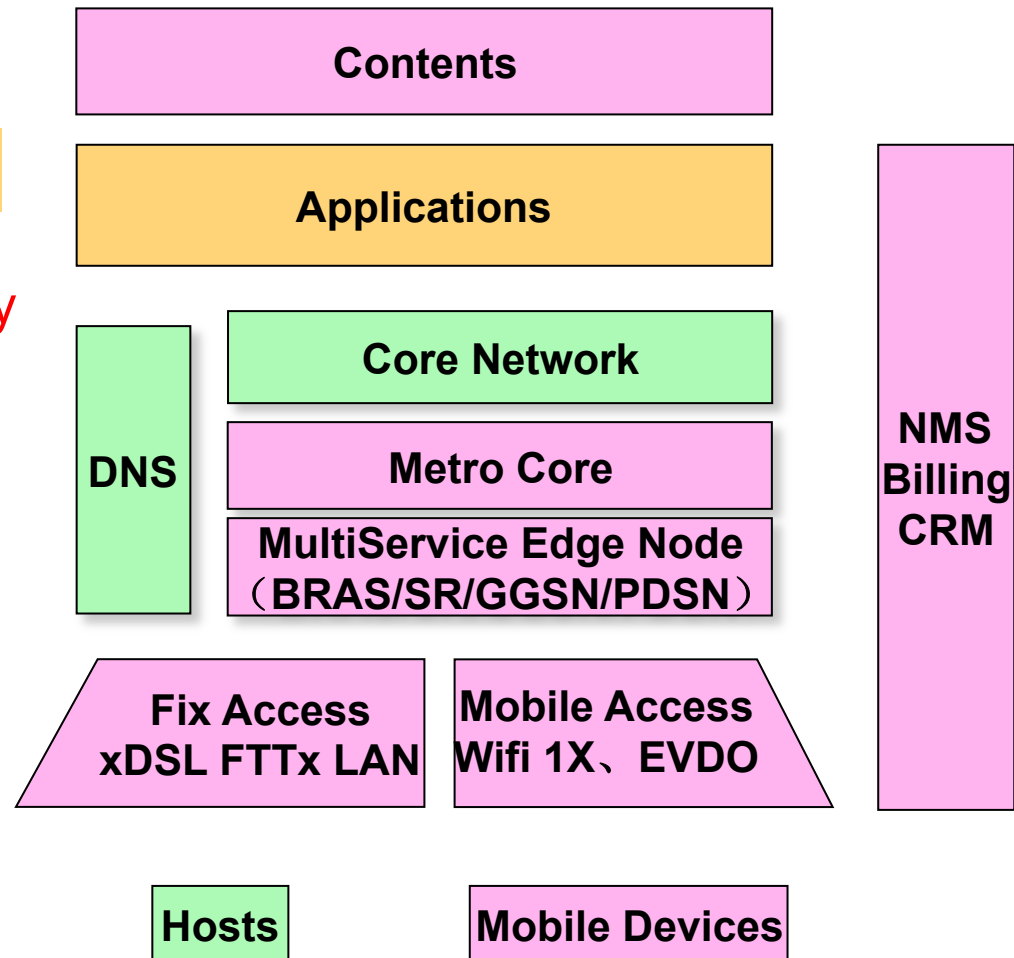 Contents
Applications
y
Core Network
DNS
Metro Core
MultiService Edge Node
（BRAS/SR/GGSN/PDSN）
NMS
Billing
CRM
Fix Access
xDSL FTTx LAN
Mobile Access
Wifi 1X、EVDO
Hosts
Mobile Devices